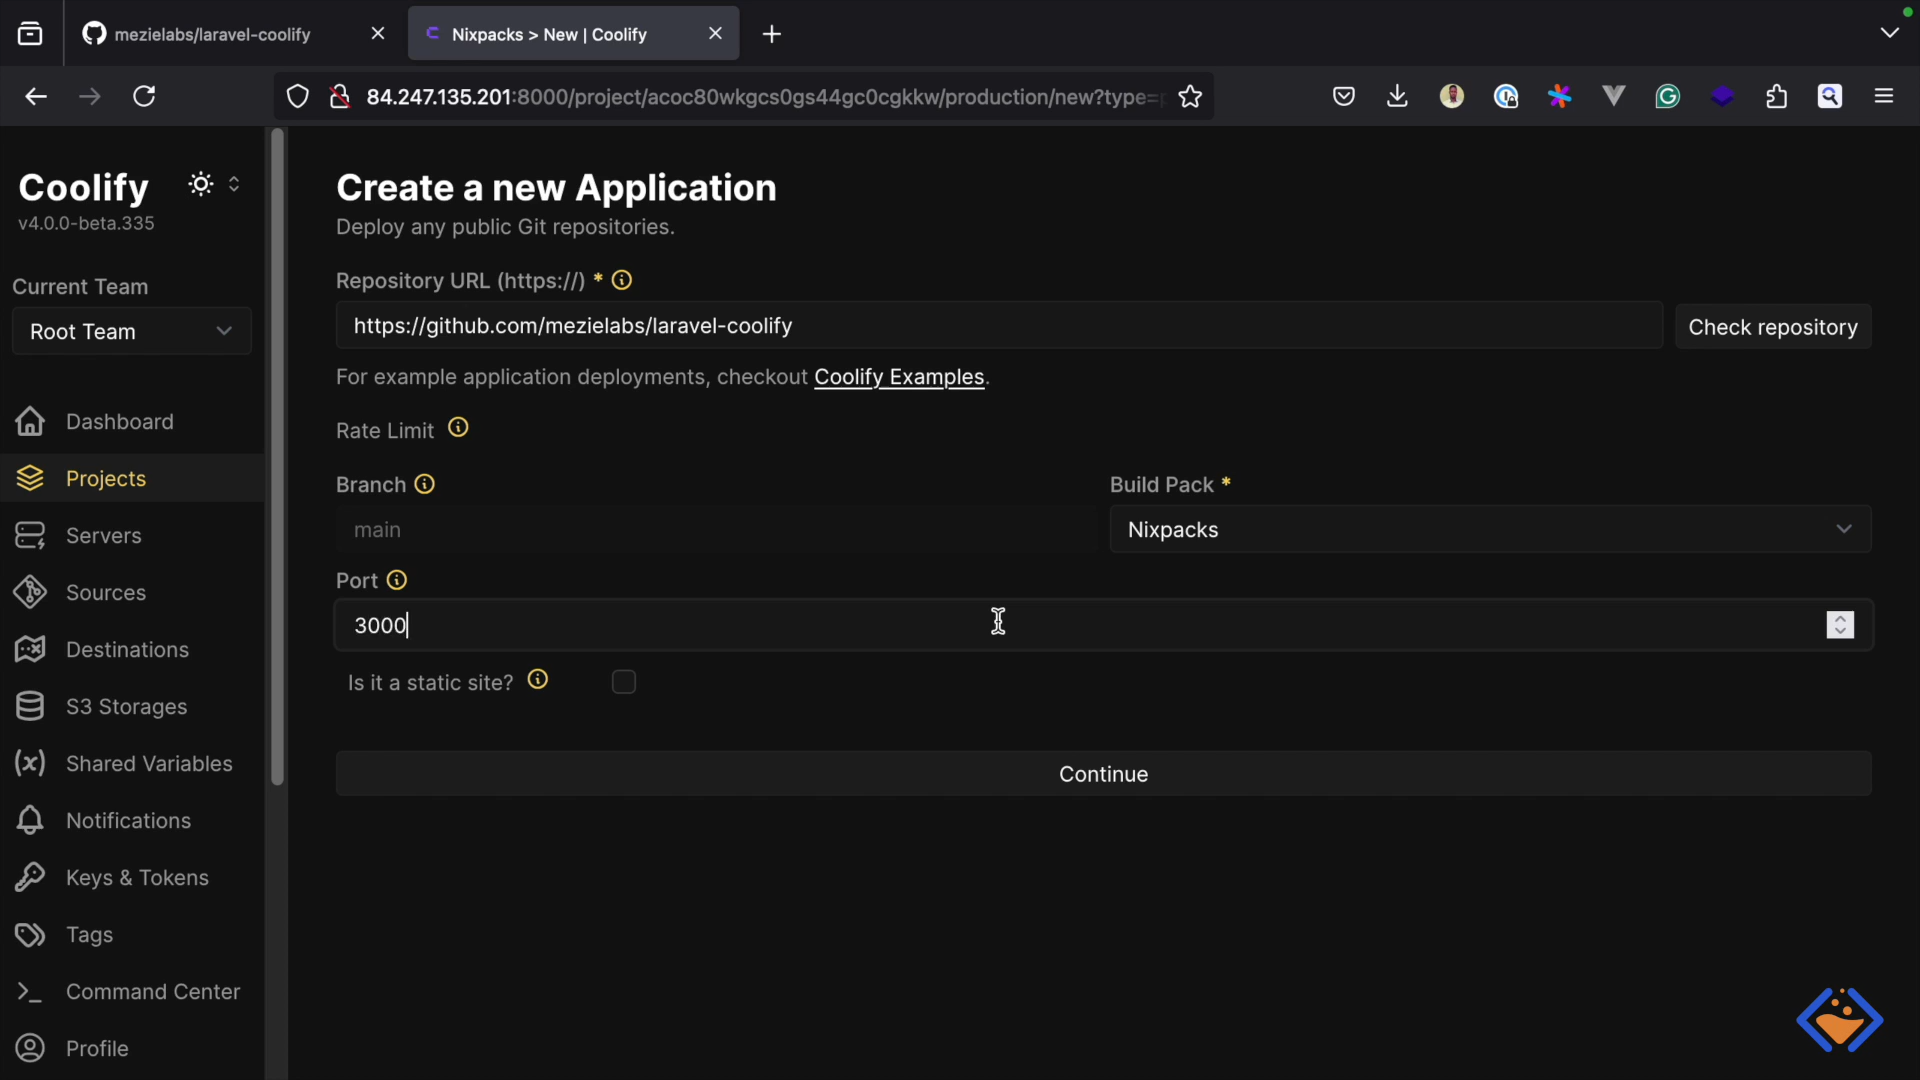 mezielabs/laravel-coolify
Nixpacks > New | Coolify
84.247.135.201:8000/project/acoc80wkgcs0gs44gc0cgkkw/production/new?type=
Coolify
v4.0.0-beta.335
Current Team
Root Team
Dashboard
Projects
Servers
Sources
Destinations
S3 Storages
Shared Variables
Notifications
Keys & Tokens
Tags
Command Center
Profile
Create a new Application
Deploy any public Git repositories.
Repository URL (https://) *
https://github.com/mezielabs/laravel-coolify
Check repository
For example application deployments, checkout Coolify Examples.
Rate Limit
Branch
Build Pack *
main
Nixpacks
Port
3000
Is it a static site?
Continue